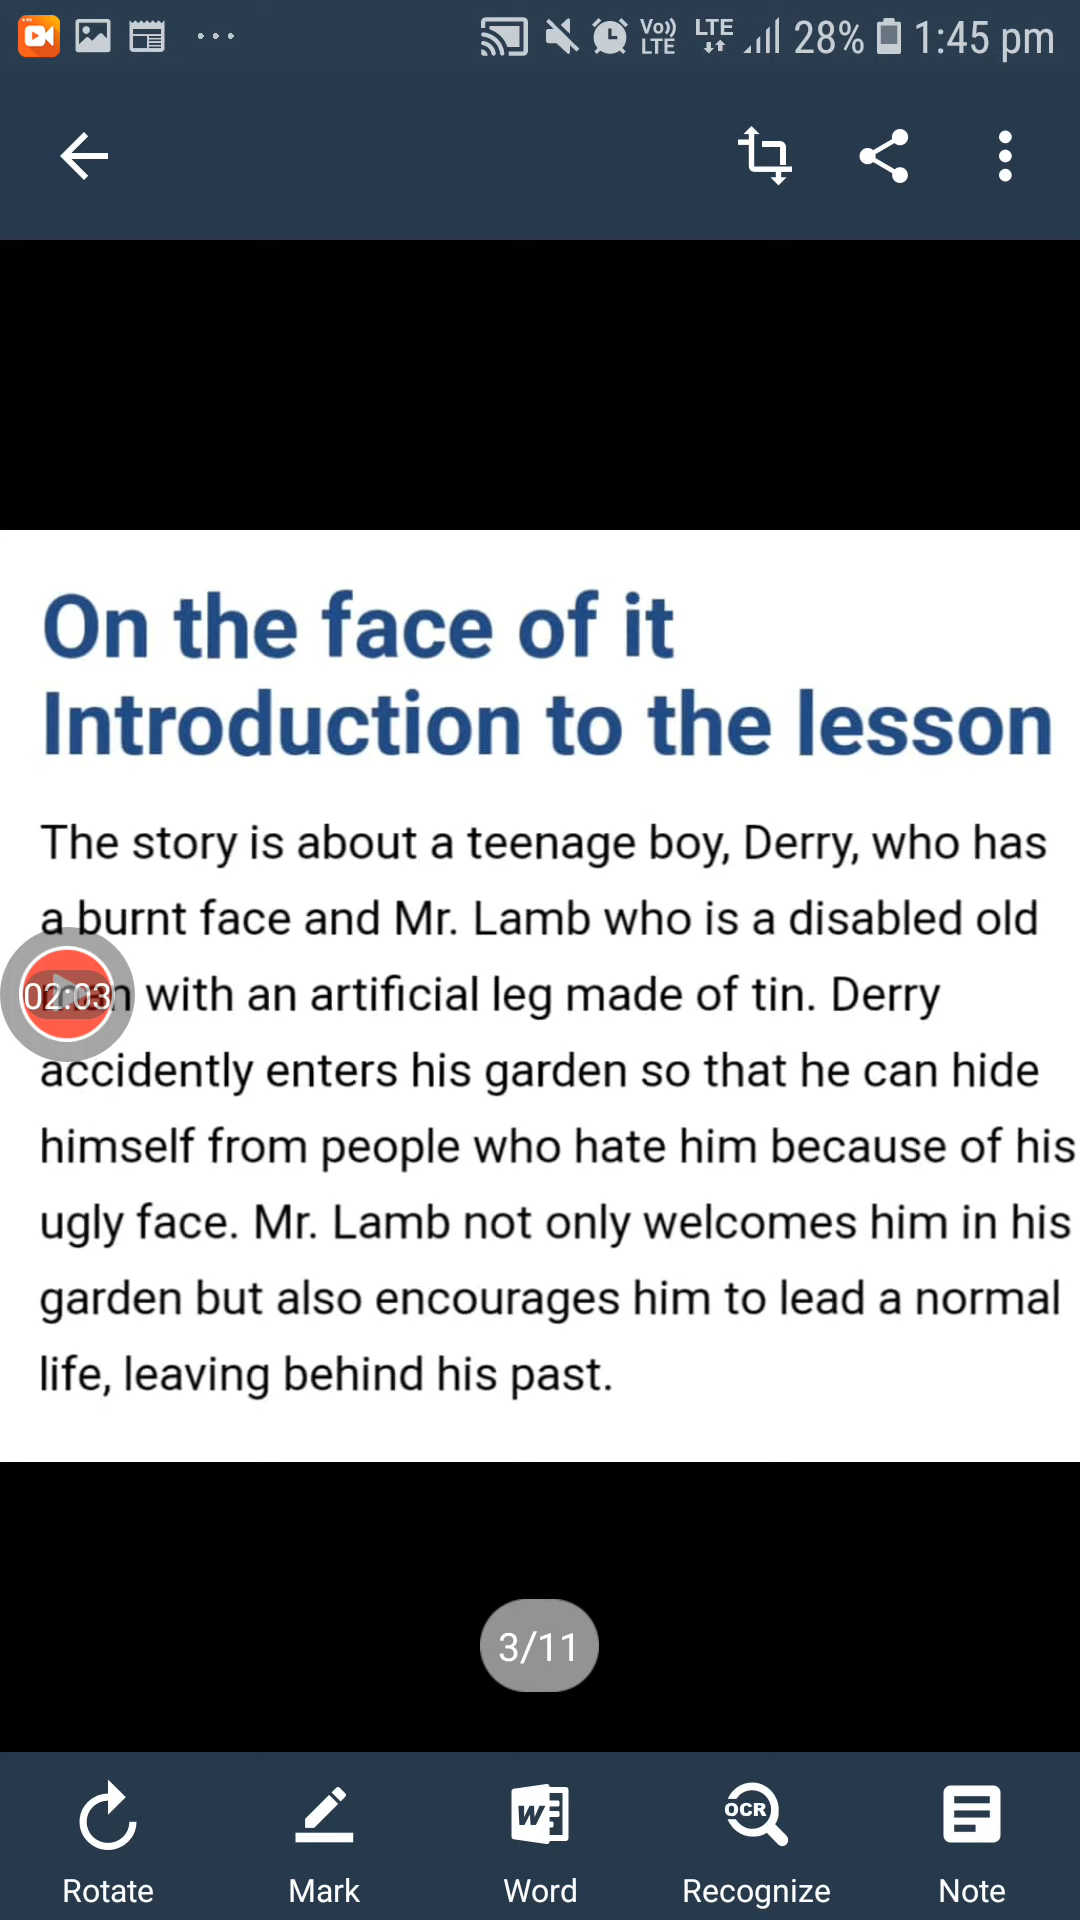 Vo)) LTE LTE 28% 1:45 pm
On the face of it
Introduction to the lesson
The story is about a teenage boy, Derry, who has
a burnt face and Mr. Lamb who is a disabled old
with an artificial leg made of tin. Derry
accidently enters his garden so that he can hide
himself from people who hate him because of his
ugly face. Mr. Lamb not only welcomes him in his
garden but also encourages him to lead a normal
life, leaving behind his past.
02:03
3/11
W OCR
Rotate Mark Word Recognize Note